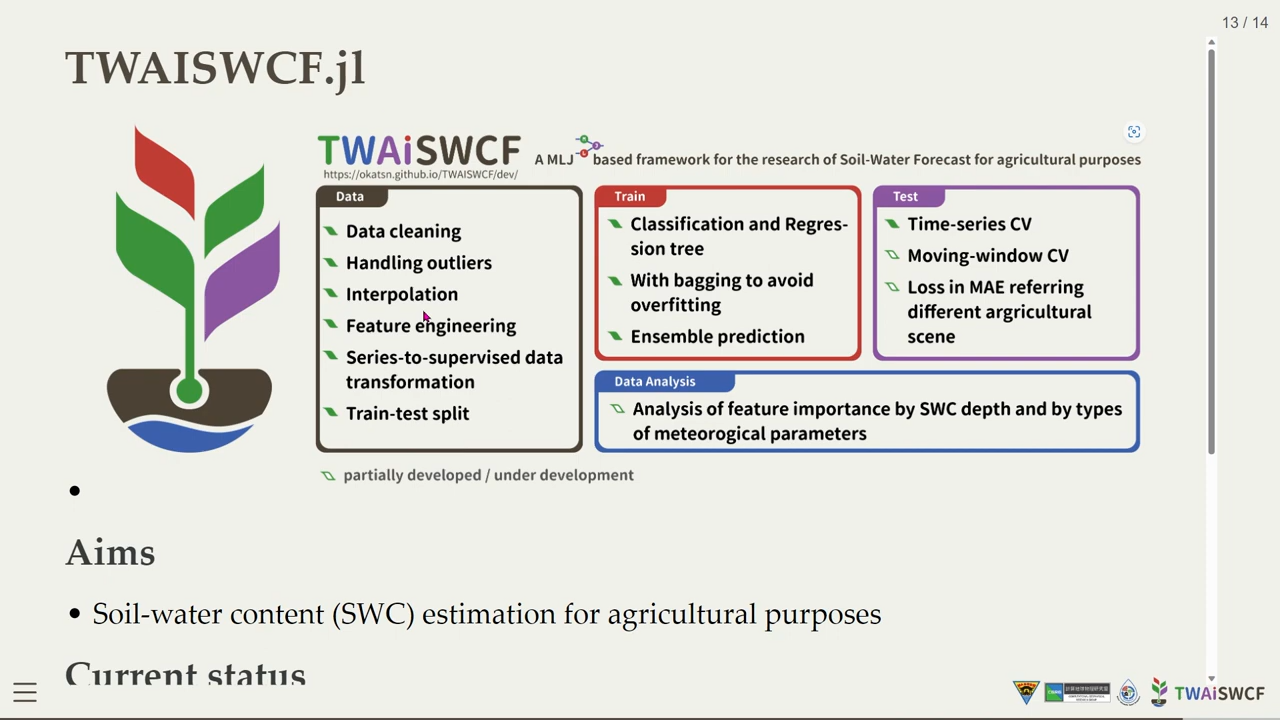 13 / 14
TWAISWCF.jl
TWAiSWCF
A MLJ based framework for the research of Soil-Water Forecast for agricultural purposes
https://okatsn.github.io/TWAISWCF/dev/
Data
Data cleaning
Handling outliers
Interpolation
Feature engineering
Series-to-supervised data
transformation
Train-test split
Train
Classification and Regres-
sion tree
With bagging to avoid
overfitting
Ensemble prediction
Test
Time-series CV
Moving-window CV
Loss in MAE referring
different argricultural
scene
Data Analysis
Analysis of feature importance by SWC depth and by types
of meteorogical parameters
partially developed / under development
Aims
• Soil-water content (SWC) estimation for agricultural purposes
Current status
TWAiSWCF